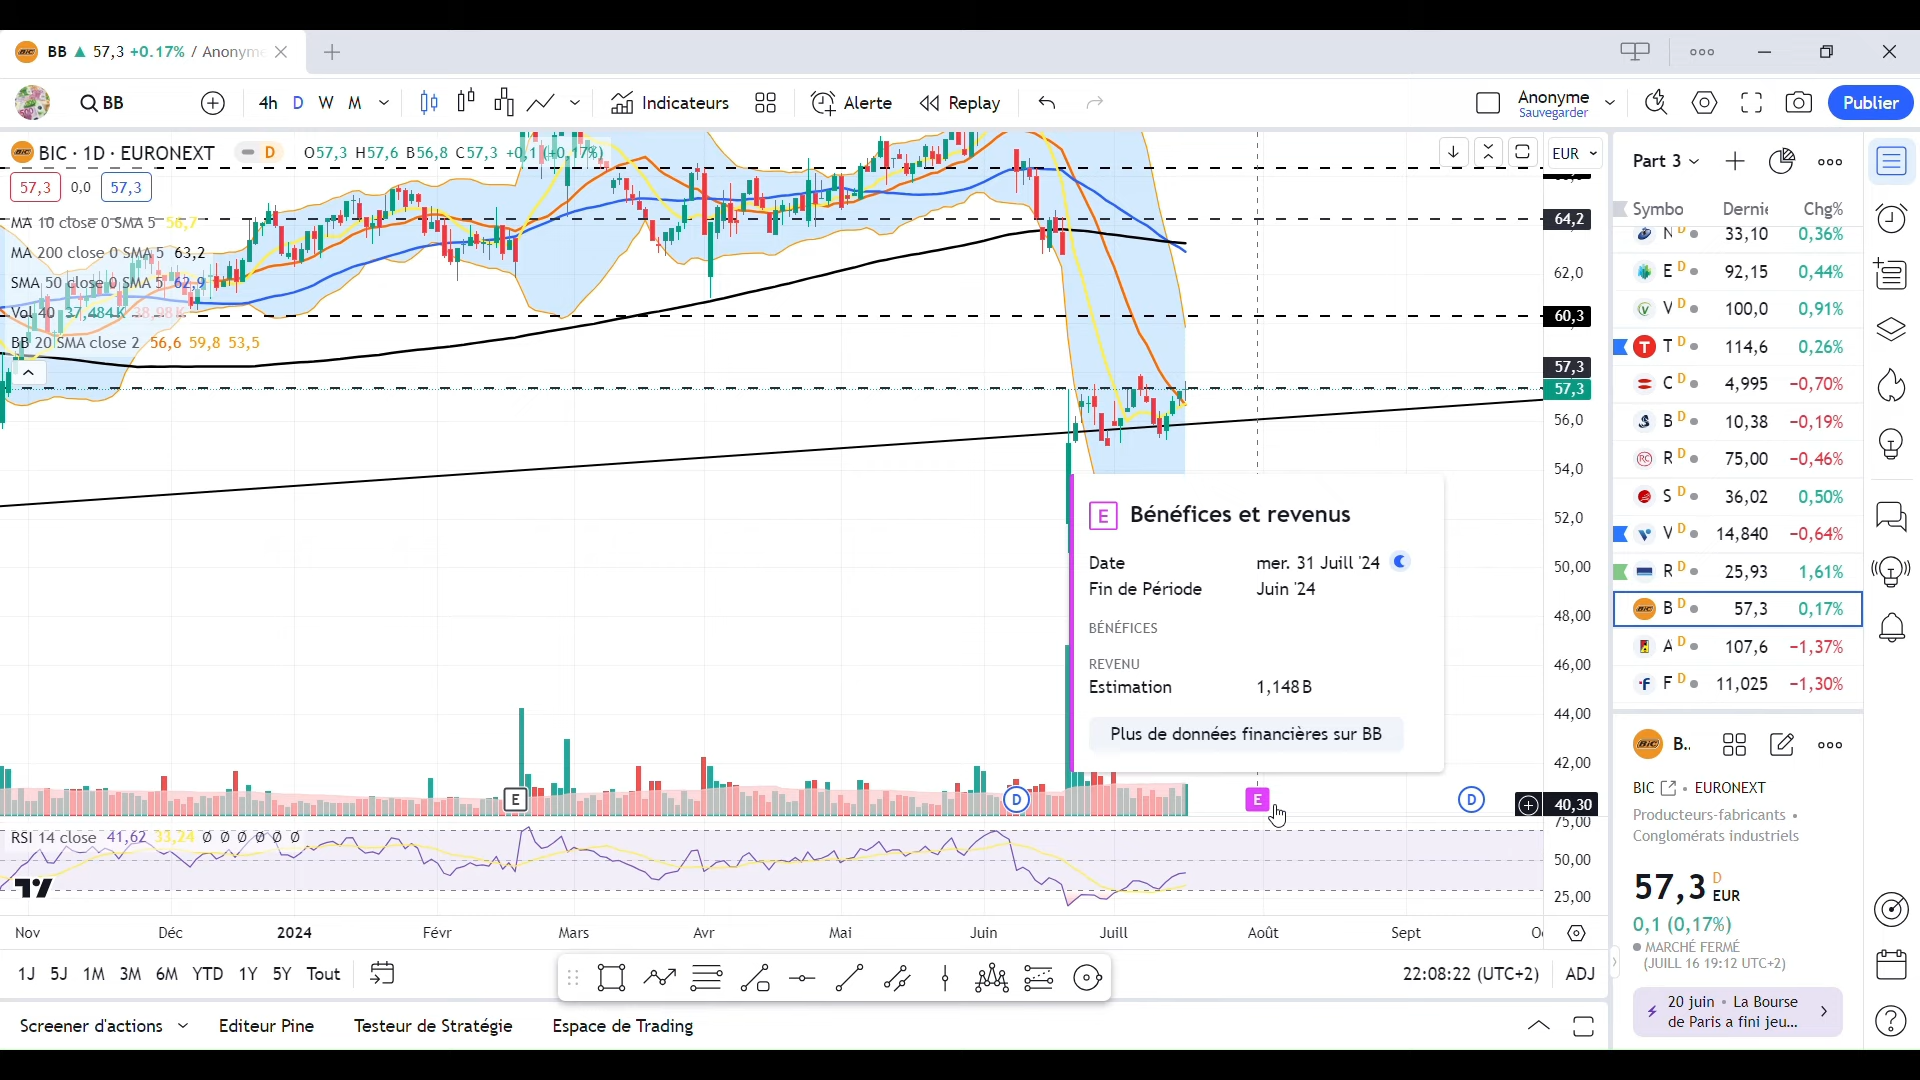 BB ▲ 57,3 +0.17% / Anonyme
BB
4h D W M
Indicateurs
Alerte
Replay
Anonyme
Sauvegarder
Publier
BIC · 1D · EURONEXT
D
O57,3 H57,6 B56,8 C57,3 +0,1 (+0,17%)
EUR
57,3 0,0 57,3
MA 10 close 0 SMA 5 56,7
MA 200 close 0 SMA 5 63,2
SMA 50 close 0 SMA 5 62,9
Vol 40 37,484K 38,98K
BB 20 SMA close 2 56,6 59,8 53,5
64,2
62,0
60,3
57,3
57,3
56,0
54,0
52,0
50,00
48,00
46,00
44,00
42,00
40,30
E Bénéfices et revenus
Date mer. 31 Juill '24
Fin de Période Juin '24
BÉNÉFICES
REVENU
Estimation 1,148B
Plus de données financières sur BB
E D E D
RSI 14 close 41,62 33,24 ∅ ∅ ∅ ∅ ∅ ∅
75,00
50,00
25,00
Nov Déc 2024 Févr Mars Avr Mai Juin Juill Août Sept
1J 5J 1M 3M 6M YTD 1Y 5Y Tout
22:08:22 (UTC+2) ADJ
Screener d'actions Editeur Pine Testeur de Stratégie Espace de Trading
Part 3
Symbo Dernie Chg%
N D 33,10 0,36%
E D 92,15 0,44%
V D 100,0 0,91%
T D 114,6 0,26%
C D 4,995 −0,70%
B D 10,38 −0,19%
R D 75,00 −0,46%
S D 36,02 0,50%
V D 14,840 −0,64%
R D 25,93 1,61%
B D 57,3 0,17%
A D 107,6 −1,37%
F D 11,025 −1,30%
B..
BIC • EURONEXT
Producteurs-fabricants •
Conglomérats industriels
57,3 D EUR
0,1 (0,17%)
MARCHÉ FERMÉ
(JUILL 16 19:12 UTC+2)
20 juin • La Bourse
de Paris a fini jeu...